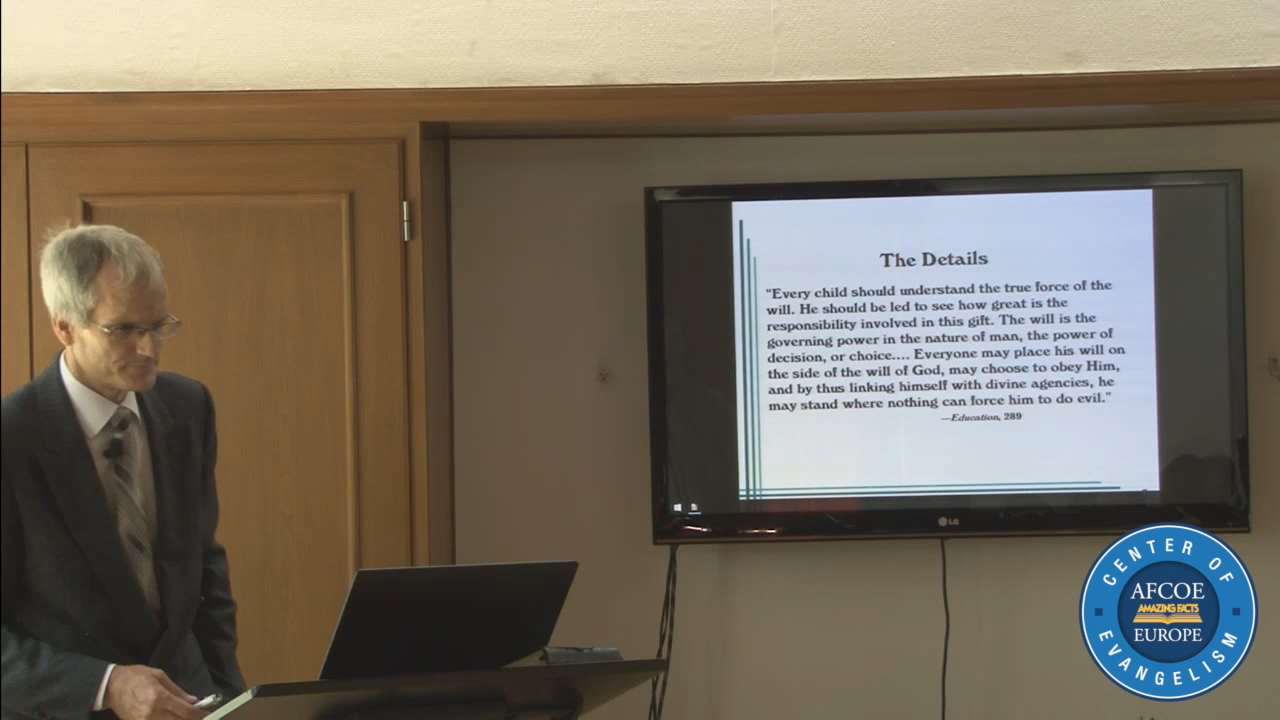 The Details
"Every child should understand the true force of the
will. He should be led to see how great is the
responsibility involved in this gift. The will is the
governing power in the nature of man, the power of
decision, or choice.... Everyone may place his will on
the side of the will of God, may choose to obey Him,
and by thus linking himself with divine agencies, he
may stand where nothing can force him to do evil."
—Education, 289
LG
CENTER OF
AFCOE
AMAZING FACTS
EUROPE
EVANGELISM